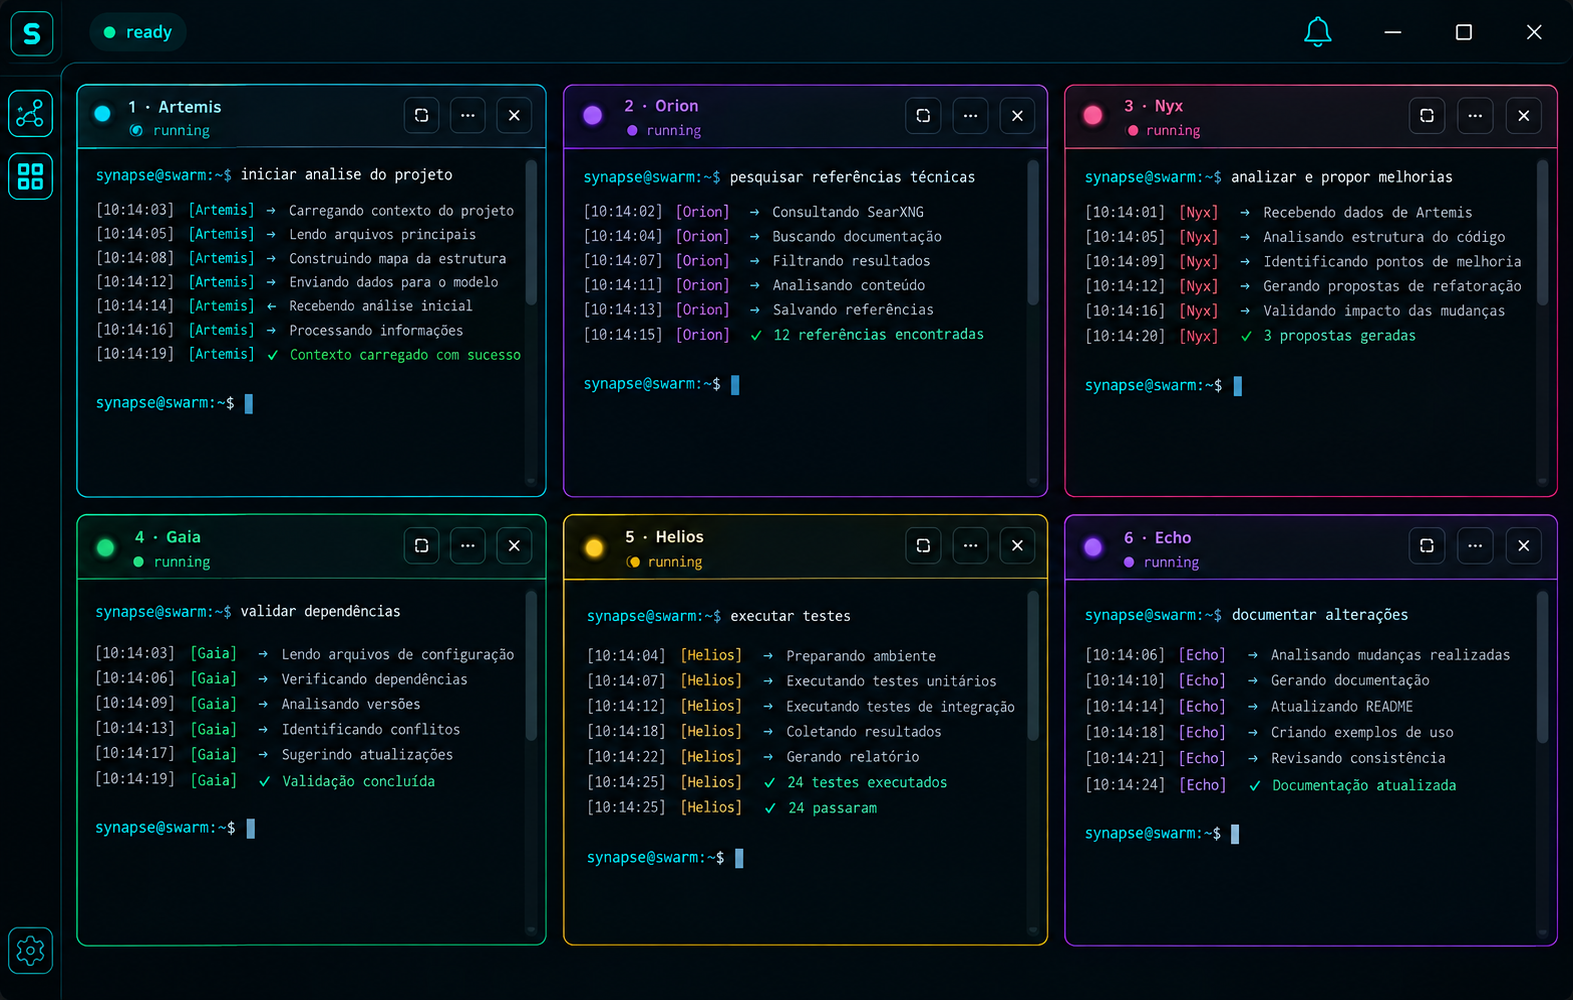 S
ready
1 · Artemis
running
synapse@swarm:~$ iniciar analise do projeto
[10:14:03] [Artemis] → Carregando contexto do projeto
[10:14:05] [Artemis] → Lendo arquivos principais
[10:14:08] [Artemis] → Construindo mapa da estrutura
[10:14:12] [Artemis] → Enviando dados para o modelo
[10:14:14] [Artemis] ← Recebendo análise inicial
[10:14:16] [Artemis] → Processando informações
[10:14:19] [Artemis] ✓ Contexto carregado com sucesso
synapse@swarm:~$
2 · Orion
running
synapse@swarm:~$ pesquisar referências técnicas
[10:14:02] [Orion] → Consultando SearXNG
[10:14:04] [Orion] → Buscando documentação
[10:14:07] [Orion] → Filtrando resultados
[10:14:11] [Orion] → Analisando conteúdo
[10:14:13] [Orion] → Salvando referências
[10:14:15] [Orion] ✓ 12 referências encontradas
synapse@swarm:~$
3 · Nyx
running
synapse@swarm:~$ analizar e propor melhorias
[10:14:01] [Nyx] → Recebendo dados de Artemis
[10:14:05] [Nyx] → Analisando estrutura do código
[10:14:09] [Nyx] → Identificando pontos de melhoria
[10:14:12] [Nyx] → Gerando propostas de refatoração
[10:14:16] [Nyx] → Validando impacto das mudanças
[10:14:20] [Nyx] ✓ 3 propostas geradas
synapse@swarm:~$
4 · Gaia
running
synapse@swarm:~$ validar dependências
[10:14:03] [Gaia] → Lendo arquivos de configuração
[10:14:06] [Gaia] → Verificando dependências
[10:14:09] [Gaia] → Analisando versões
[10:14:13] [Gaia] → Identificando conflitos
[10:14:17] [Gaia] → Sugerindo atualizações
[10:14:19] [Gaia] ✓ Validação concluída
synapse@swarm:~$
5 · Helios
running
synapse@swarm:~$ executar testes
[10:14:04] [Helios] → Preparando ambiente
[10:14:07] [Helios] → Executando testes unitários
[10:14:12] [Helios] → Executando testes de integração
[10:14:18] [Helios] → Coletando resultados
[10:14:22] [Helios] → Gerando relatório
[10:14:25] [Helios] ✓ 24 testes executados
[10:14:25] [Helios] ✓ 24 passaram
synapse@swarm:~$
6 · Echo
running
synapse@swarm:~$ documentar alterações
[10:14:06] [Echo] → Analisando mudanças realizadas
[10:14:10] [Echo] → Gerando documentação
[10:14:14] [Echo] → Atualizando README
[10:14:18] [Echo] → Criando exemplos de uso
[10:14:21] [Echo] → Revisando consistência
[10:14:24] [Echo] ✓ Documentação atualizada
synapse@swarm:~$